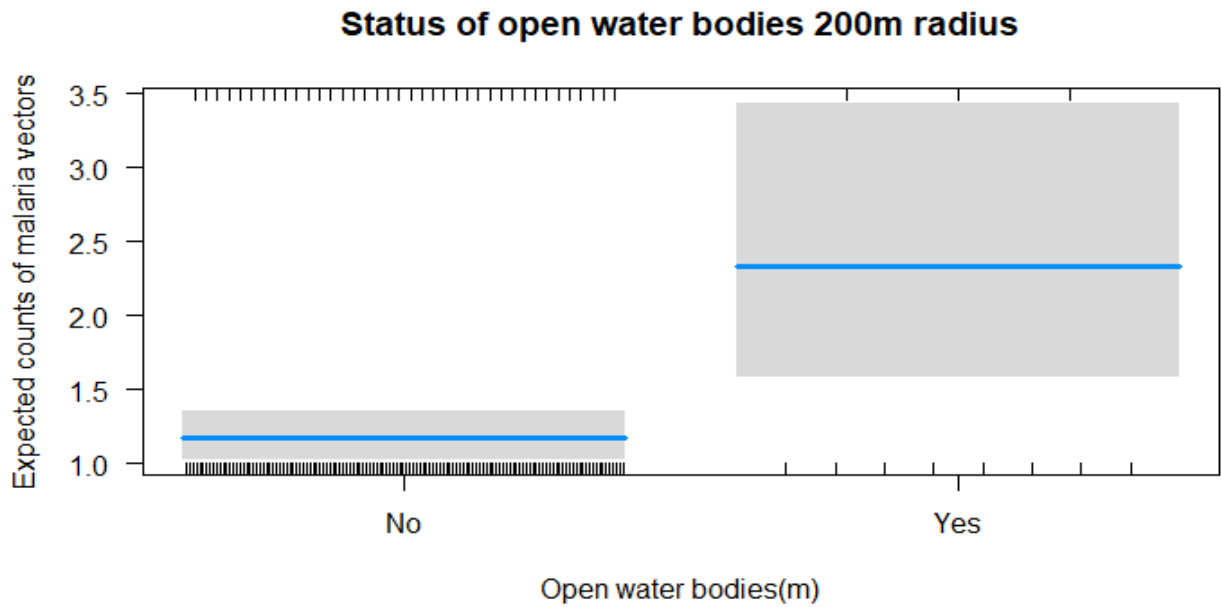 Status of open water bodies 200m radius
Expected counts of malaria vectors
3.5
3.0
2.5
2.0
1.5
1.0
No
Yes
Open water bodies(m)